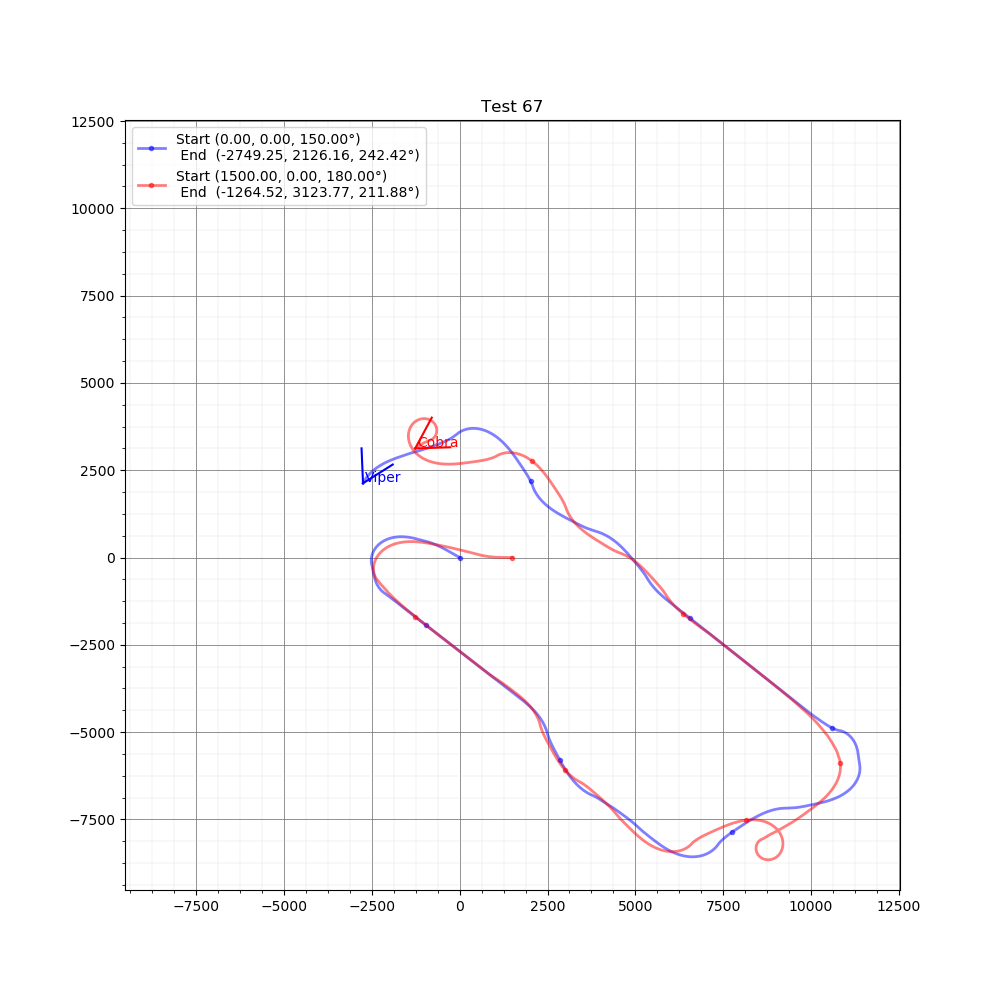 Test 67
Start (0.00, 0.00, 150.00°)
End (-2749.25, 2126.16, 242.42°)
Start (1500.00, 0.00, 180.00°)
End (-1264.52, 3123.77, 211.88°)
12500
10000
7500
5000
2500
0
−2500
−5000
−7500
Cobra
Viper
−7500 −5000 −2500 0 2500 5000 7500 10000 12500